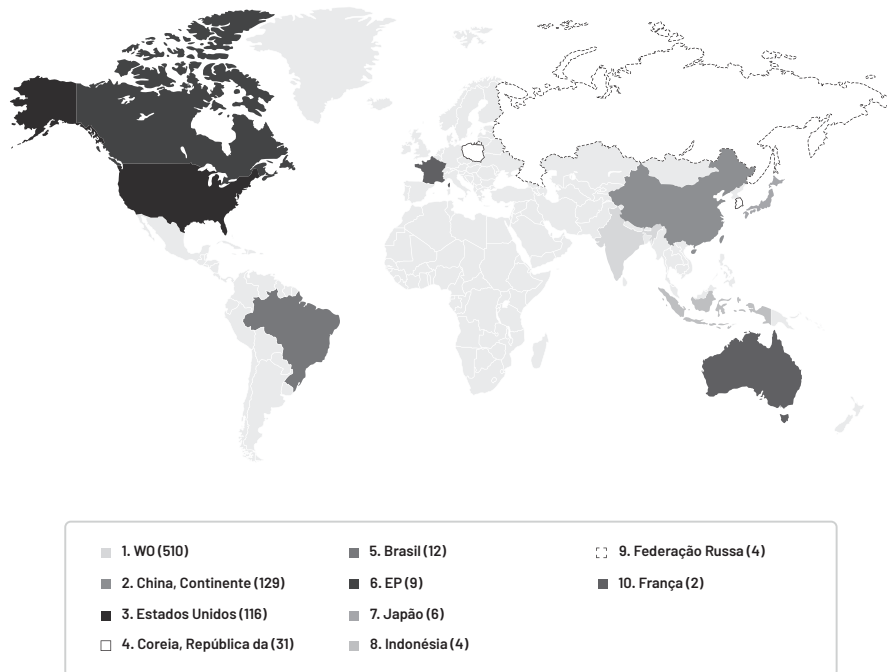 1. WO (510)
2. China, Continente (129)
3. Estados Unidos (116)
4. Coreia, República da (31)
5. Brasil (12)
6. EP (9)
7. Japão (6)
8. Indonésia (4)
9. Federação Russa (4)
10. França (2)